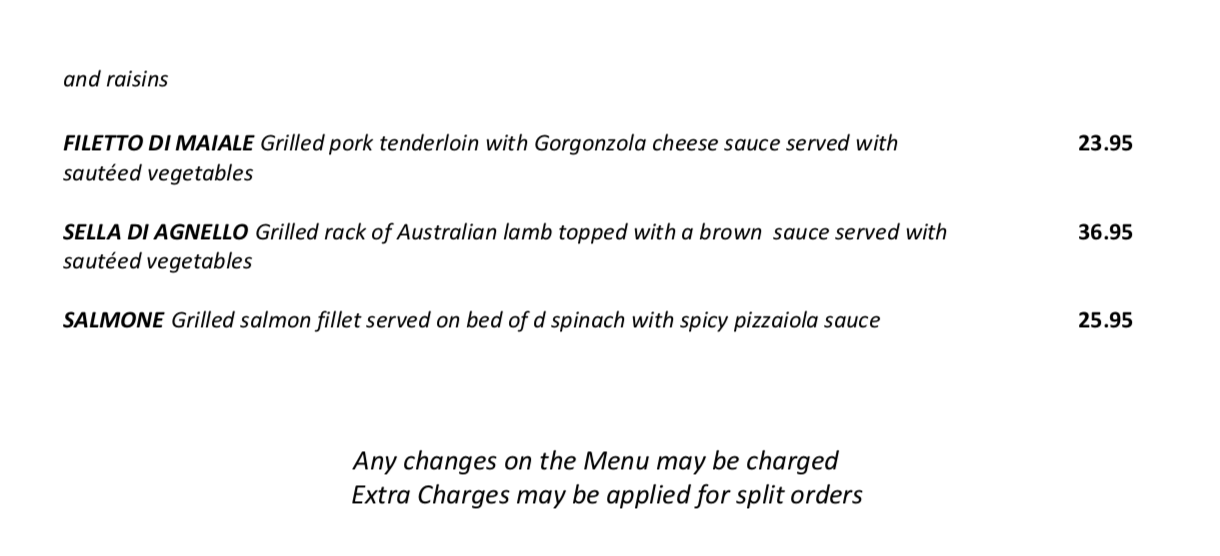 and raisins
FILETTO DI MAIALE Grilled pork tenderloin with Gorgonzola cheese sauce served with 23.95
sautéed vegetables
SELLA DI AGNELLO Grilled rack of Australian lamb topped with a brown  sauce served with 36.95
sautéed vegetables
SALMONE Grilled salmon fillet served on bed of d spinach with spicy pizzaiola sauce 25.95
Any changes on the Menu may be charged
Extra Charges may be applied for split orders